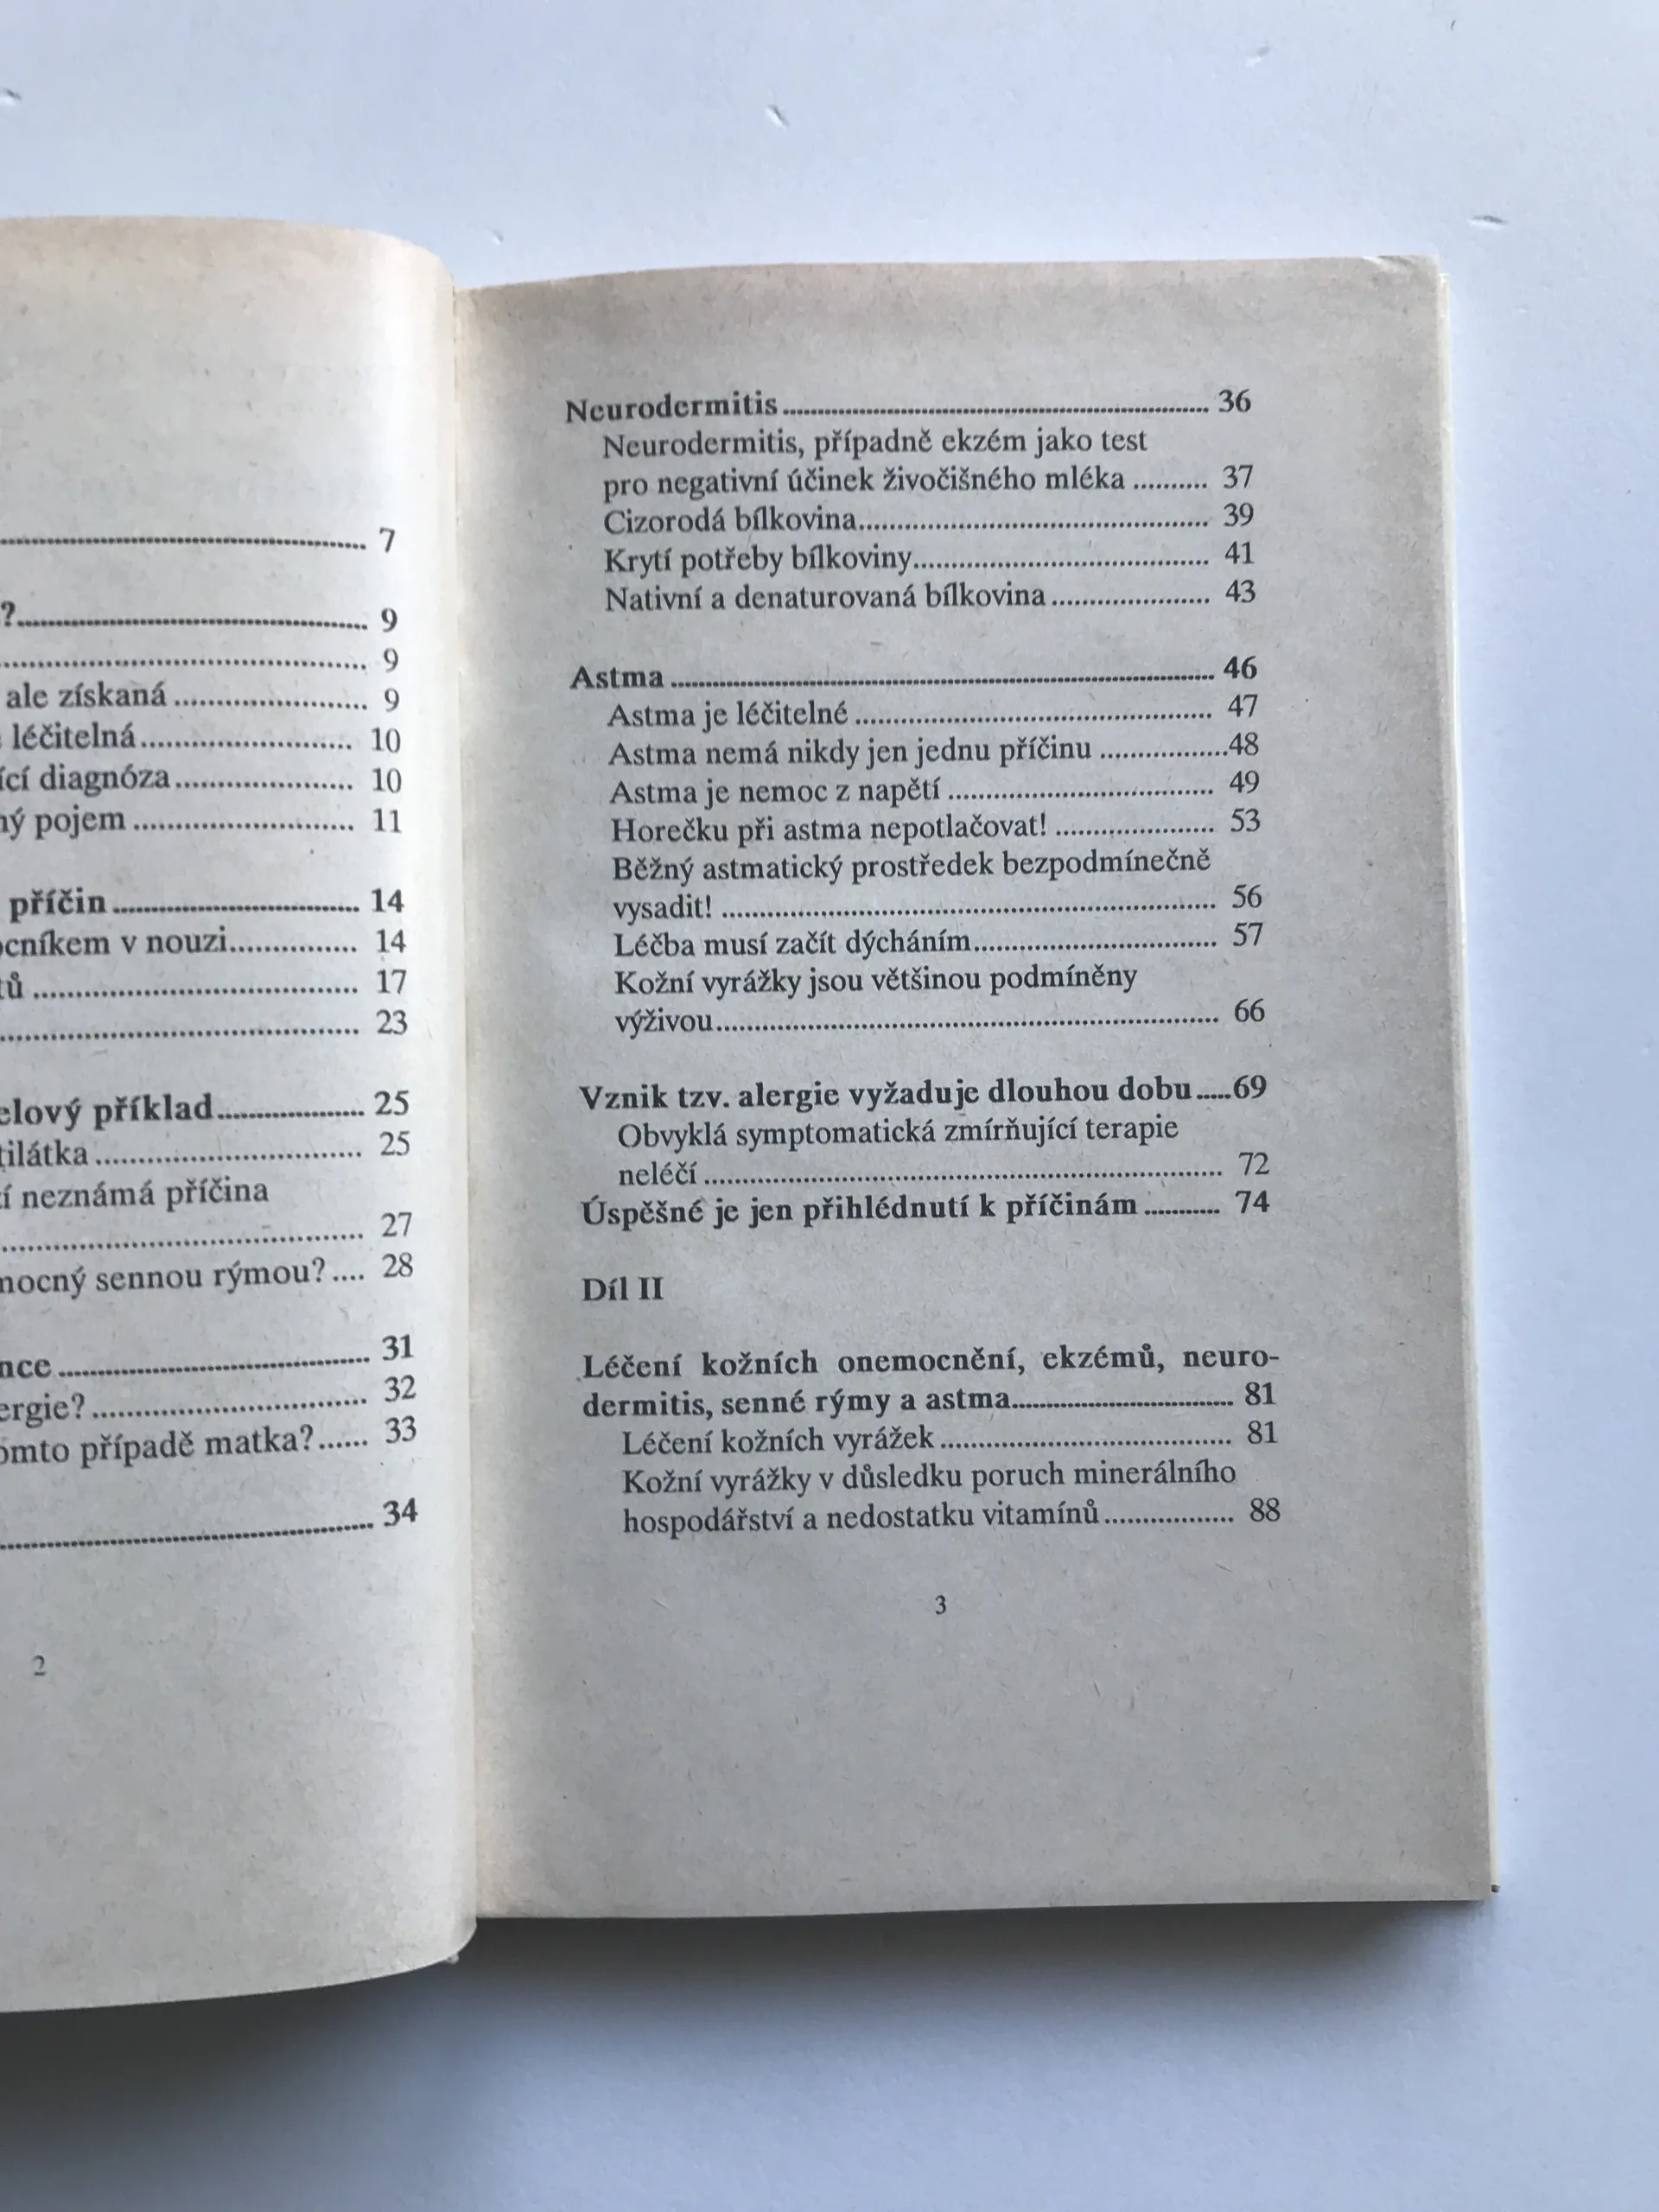 7
?.......... 9
.......... 9
ale získaná .......... 9
léčitelná .......... 10
ící diagnóza .......... 10
ný pojem .......... 11
příčin .......... 14
ocníkem v nouzi .......... 14
tů .......... 17
.......... 23
elový příklad .......... 25
tilátka .......... 25
í neznámá příčina
.......... 27
mocný sennou rýmou? .... 28
nce .......... 31
ergie? .......... 32
omto případě matka? ...... 33
.......... 34
2
Neurodermitis .......... 36
Neurodermitis, případně ekzém jako test
pro negativní účinek živočišného mléka .......... 37
Cizorodá bílkovina .......... 39
Krytí potřeby bílkoviny .......... 41
Nativní a denaturovaná bílkovina .......... 43
Astma .......... 46
Astma je léčitelné .......... 47
Astma nemá nikdy jen jednu příčinu .......... 48
Astma je nemoc z napětí .......... 49
Horečku při astma nepotlačovat! .......... 53
Běžný astmatický prostředek bezpodmínečně
vysadit! .......... 56
Léčba musí začít dýcháním .......... 57
Kožní vyrážky jsou většinou podmíněny
výživou .......... 66
Vznik tzv. alergie vyžaduje dlouhou dobu ..... 69
Obvyklá symptomatická zmírňující terapie
neléčí .......... 72
Úspěšné je jen přihlédnutí k příčinám .......... 74
Díl II
Léčení kožních onemocnění, ekzémů, neuro-
dermitis, senné rýmy a astma .......... 81
Léčení kožních vyrážek .......... 81
Kožní vyrážky v důsledku poruch minerálního
hospodářství a nedostatku vitamínů .......... 88
3